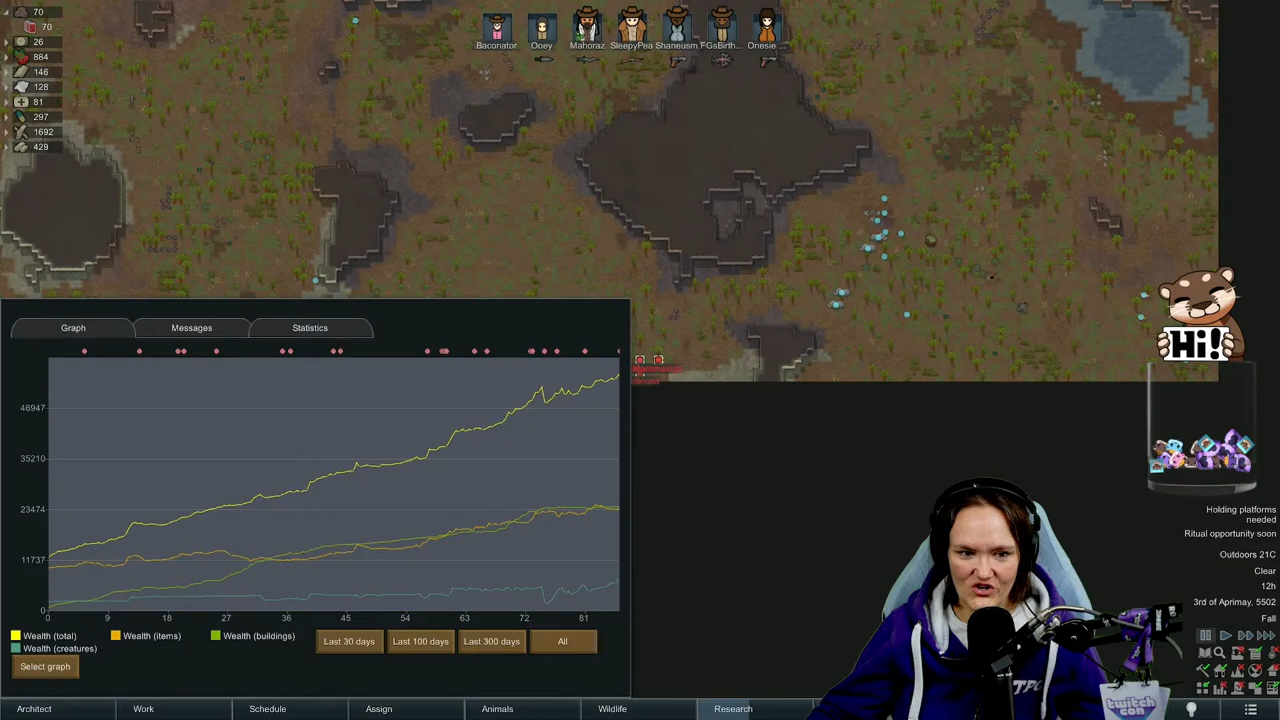 70
70
26
884
146
128
81
297
1692
429
Baconator
Ooey
Mahoraz
SleepyPea
Shaneusm
FGsBirth...
Onesie ...
Graph
Messages
Statistics
46947
35210
23474
11737
0
0 9 18 27 36 45 54 63 72 81
Wealth (total)
Wealth (items)
Wealth (buildings)
Wealth (creatures)
Last 30 days
Last 100 days
Last 300 days
All
Select graph
Hi!
Holding platforms
needed
Ritual opportunity soon
Outdoors 21C
Clear
12h
3rd of Aprimay, 5502
Fall
TPC
twitch
con
Architect
Work
Schedule
Assign
Animals
Wildlife
Research